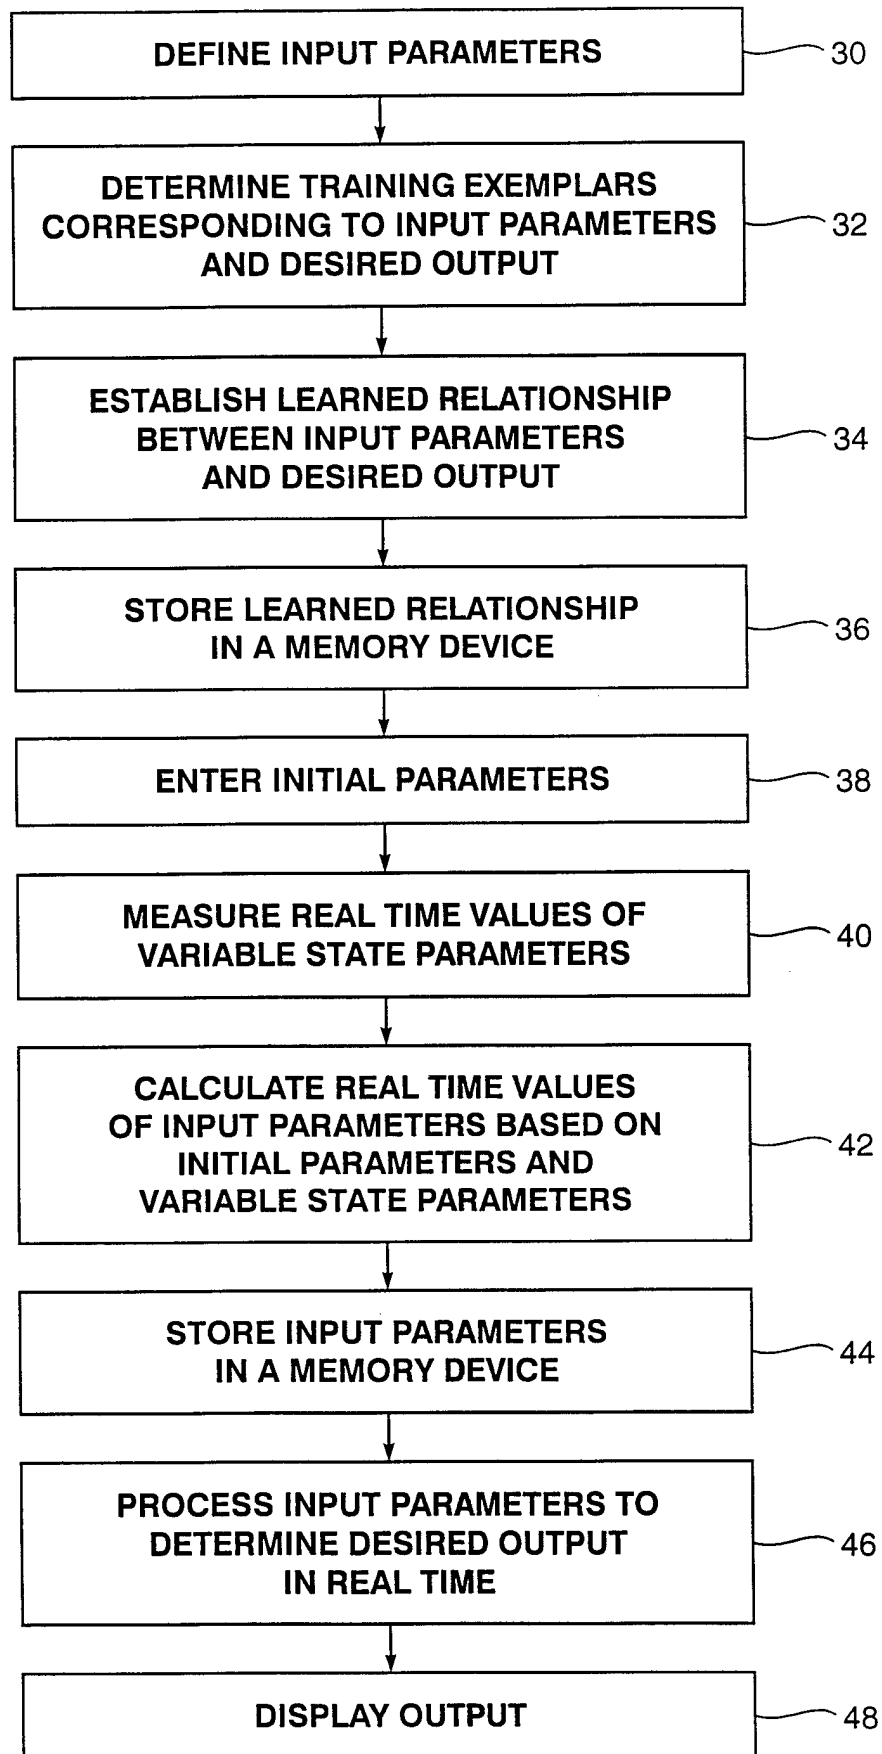 DEFINE INPUT PARAMETERS
30
DETERMINE TRAINING EXEMPLARS
CORRESPONDING TO INPUT PARAMETERS
AND DESIRED OUTPUT
32
ESTABLISH LEARNED RELATIONSHIP
BETWEEN INPUT PARAMETERS
AND DESIRED OUTPUT
34
STORE LEARNED RELATIONSHIP
IN A MEMORY DEVICE
36
ENTER INITIAL PARAMETERS
38
MEASURE REAL TIME VALUES OF
VARIABLE STATE PARAMETERS
40
CALCULATE REAL TIME VALUES
OF INPUT PARAMETERS BASED ON
INITIAL PARAMETERS AND
VARIABLE STATE PARAMETERS
42
STORE INPUT PARAMETERS
IN A MEMORY DEVICE
44
PROCESS INPUT PARAMETERS TO
DETERMINE DESIRED OUTPUT
IN REAL TIME
46
DISPLAY OUTPUT
48